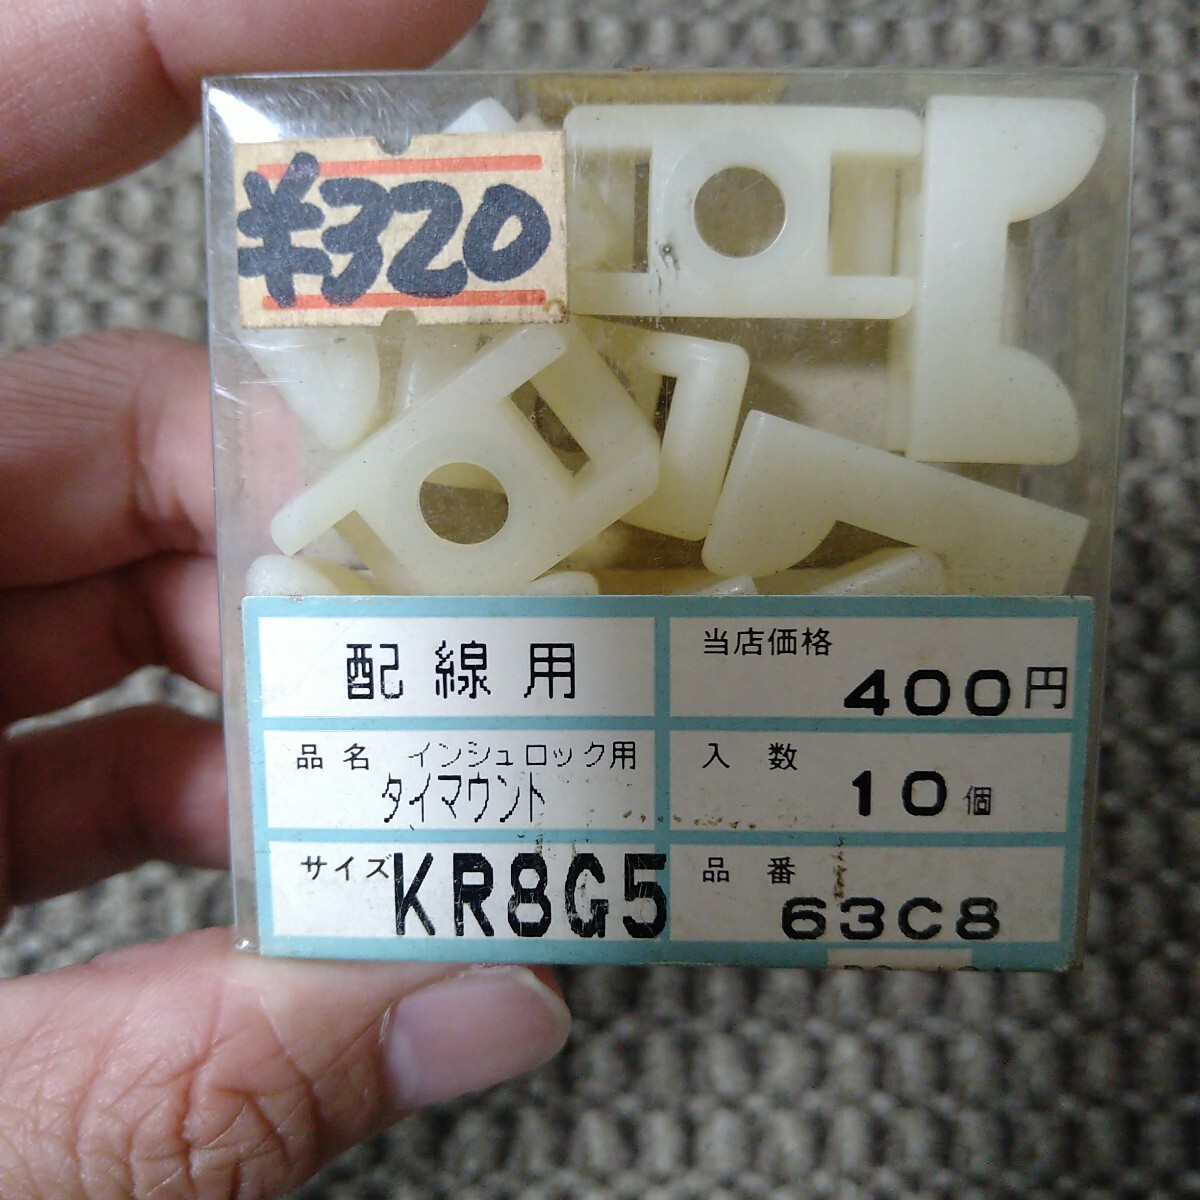 ¥320
配線用
当店価格
400円
品名 インシュロック用
タイマウント
入数
10個
サイズ KR8G5
品番
63C8